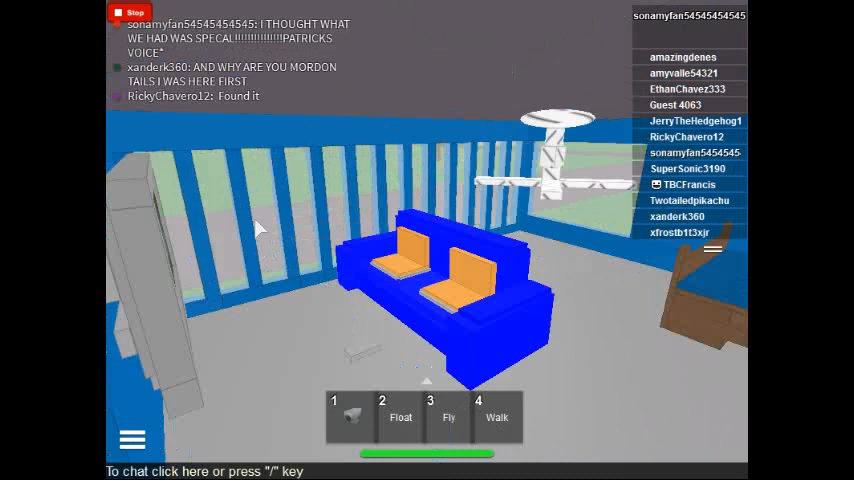 Stop
sonamyfan54545454545: I THOUGHT WHAT
WE HAD WAS SPECAL!!!!!!!!!!!!!!!PATRICKS
VOICE*
xanderk360: AND WHY ARE YOU MORDON
TAILS I WAS HERE FIRST
RickyChavero12: Found it
sonamyfan54545454545
amazingdenes
amyvalle54321
EthanChavez333
Guest 4063
JerryTheHedgehog1
RickyChavero12
sonamyfan5454545
SuperSonic3190
TBCFrancis
Twotailedpikachu
xanderk360
xfrostb1t3xjr
1
2 Float
3 Fly
4 Walk
To chat click here or press "/" key